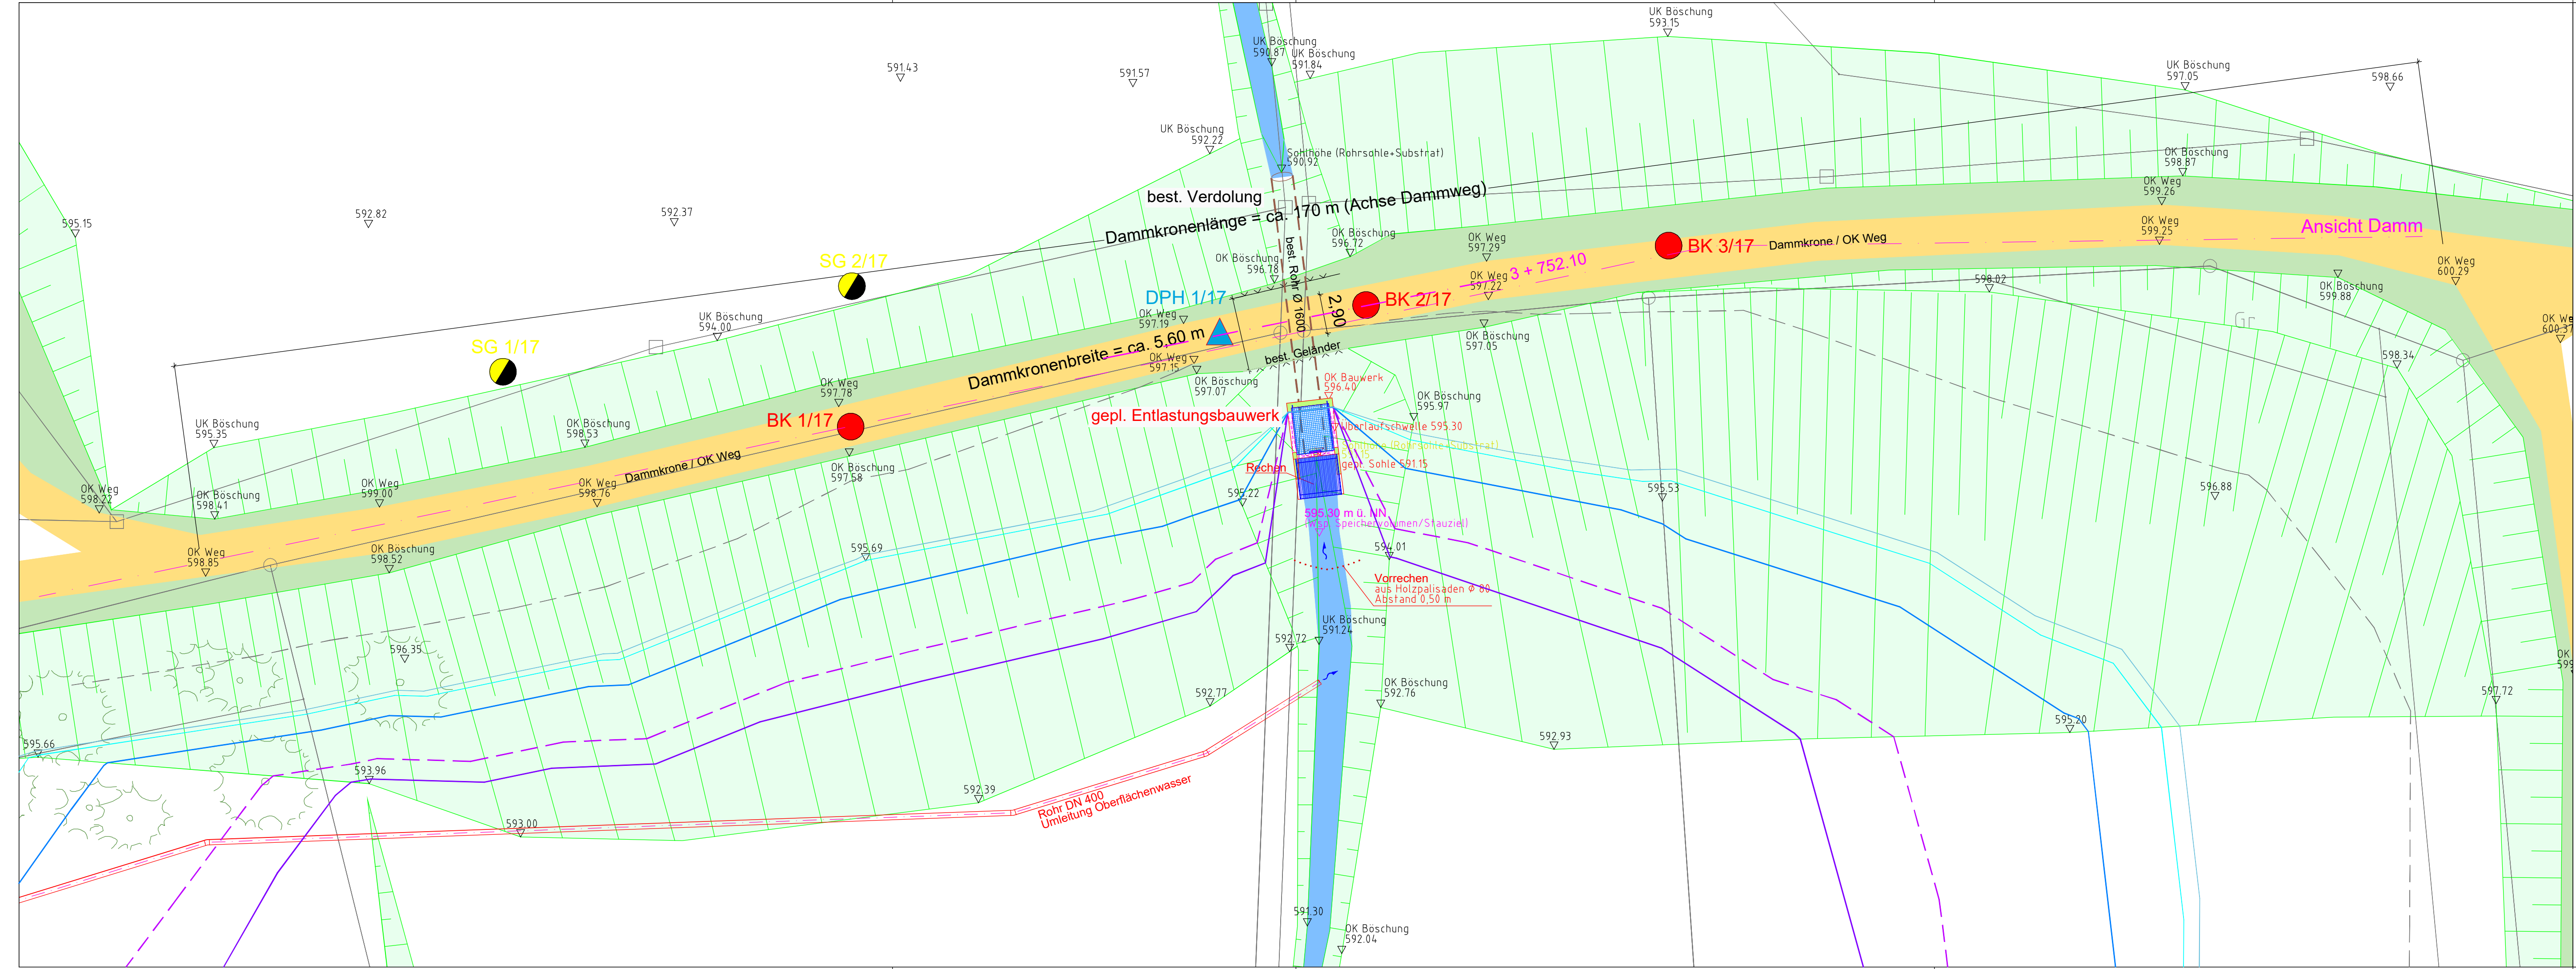 UK Böschung
593.15
UK Böschung
590.87
UK Böschung
591.84
591.43
591.57
UK Böschung
597.05
598.66
UK Böschung
592.22
Sohlhöhe (Rohrsohle+Substrat)
590.92
OK Böschung
598.87
OK Weg
599.26
best. Verdolung
Dammkronenlänge = ca. 170 m (Achse Dammweg)
595.15
592.82
592.37
OK Böschung
596.72
OK Weg
597.29
BK 3/17
Dammkrone / OK Weg
OK Weg
599.25
Ansicht Damm
SG 2/17
OK Böschung
596.78
best. Rohr Ø 1600
3 + 752.10
OK Weg
597.22
598.02
OK Weg
600.29
OK Böschung
599.88
DPH 1/17
BK 2/17
2,90
OK Weg
597.19
UK Böschung
594.00
Gr
600.37
SG 1/17
Dammkronenbreite = ca. 5,60 m
OK Weg
597.15
best. Geländer
OK Böschung
597.05
598.34
OK Böschung
597.07
OK Bauwerk
596.40
OK Weg
597.78
BK 1/17
gepl. Entlastungsbauwerk
OK Böschung
595.97
UK Böschung
595.35
OK Böschung
598.53
Überlaufschwelle 595.30
Dammkrone / OK Weg
OK Böschung
597.58
Rechen
gepl. Sohle 591.15
OK Weg
598.22
OK Böschung
598.41
OK Weg
599.00
OK Weg
598.76
595.22
595.53
596.88
595.30 m ü. NN
(Wsp. Speichervolumen/Stauziel)
OK Weg
598.85
OK Böschung
598.52
595.69
594.01
Vorrechen
aus Holzpalisaden Ø 80
Abstand 0,50 m
UK Böschung
591.24
592.72
596.35
OK Böschung
592.76
592.77
597.72
595.20
595.66
592.93
593.96
592.39
Rohr DN 400
Umleitung Oberflächenwasser
593.00
591.30
OK Böschung
592.04